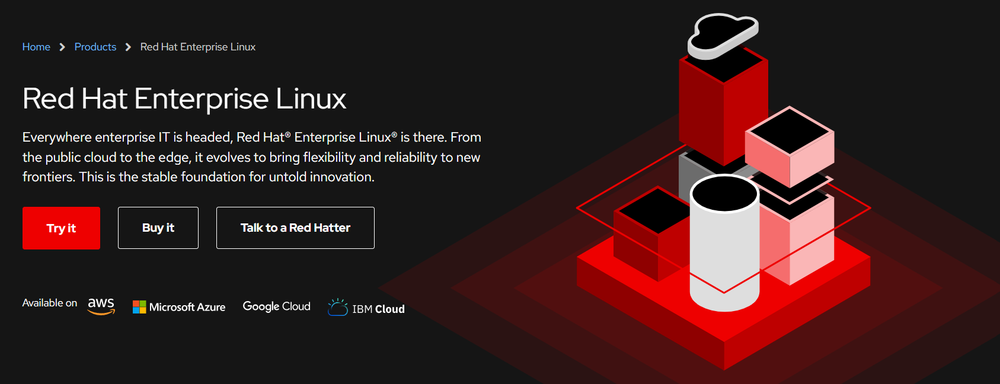 Home > Products > Red Hat Enterprise Linux
Red Hat Enterprise Linux
Everywhere enterprise IT is headed, Red Hat® Enterprise Linux® is there. From
the public cloud to the edge, it evolves to bring flexibility and reliability to new
frontiers. This is the stable foundation for untold innovation.
Try it Buy it Talk to a Red Hatter
Available on aws Microsoft Azure Google Cloud IBM Cloud